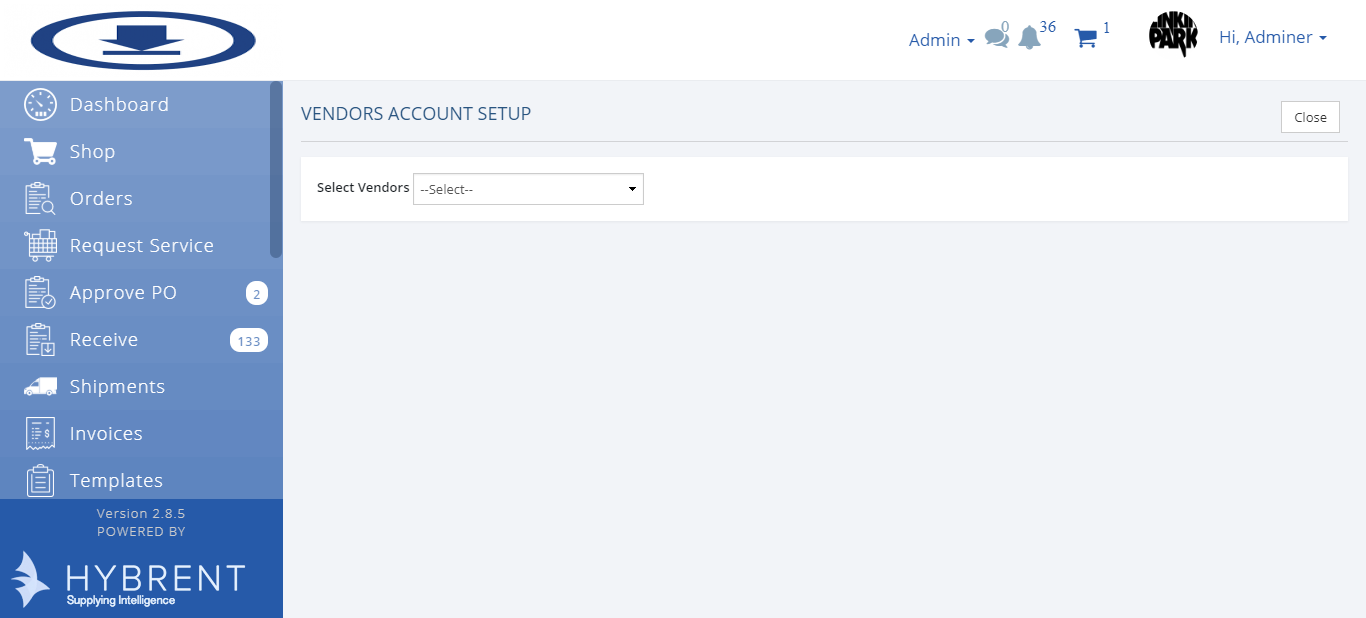 Admin 0 36 1 LINKIN PARK Hi, Adminer
Dashboard
Shop
Orders
Request Service
Approve PO 2
Receive 133
Shipments
Invoices
Templates
Version 2.8.5
POWERED BY
HYBRENT
Supplying Intelligence
VENDORS ACCOUNT SETUP
Close
Select Vendors --Select--